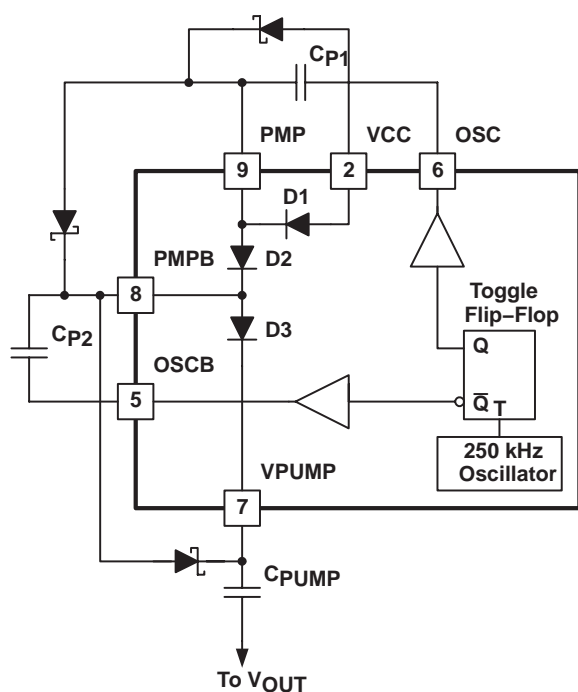 CP1
PMP
VCC
OSC
9
2
6
D1
PMPB
D2
8
Toggle
Flip–Flop
CP2
D3
Q
OSCB
5
Q̅
T
250 kHz
Oscillator
VPUMP
7
CPUMP
To VOUT